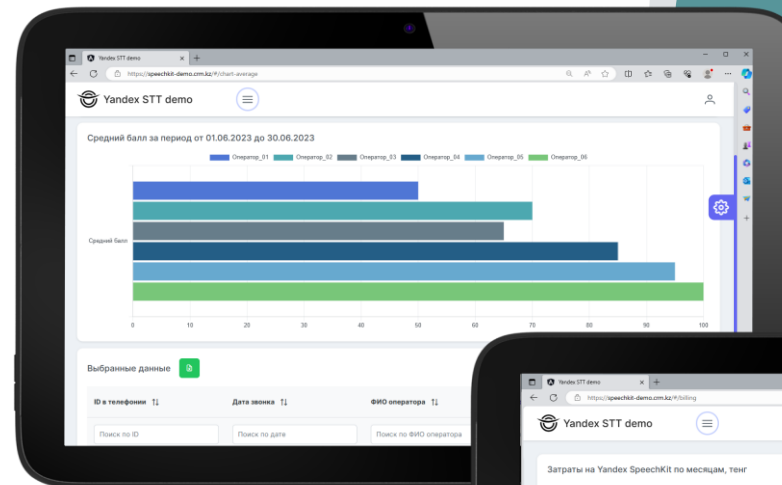 Yandex STT demo
https://speechkit-demo.crm.kz/#/chart-average
Yandex STT demo
Средний балл за период от 01.06.2023 до 30.06.2023
Оператор_01 Оператор_02 Оператор_03 Оператор_04 Оператор_05 Оператор_06
Средний балл
0 10 20 30 40 50 60 70 80 90 100
Выбранные данные
ID в телефонии Дата звонка ФИО оператора
Поиск по ID Поиск по дате Поиск по ФИО оператора
Yandex STT demo
https://speechkit-demo.crm.kz/#/billing
Yandex STT demo
Затраты на Yandex SpeechKit по месяцам, тенг